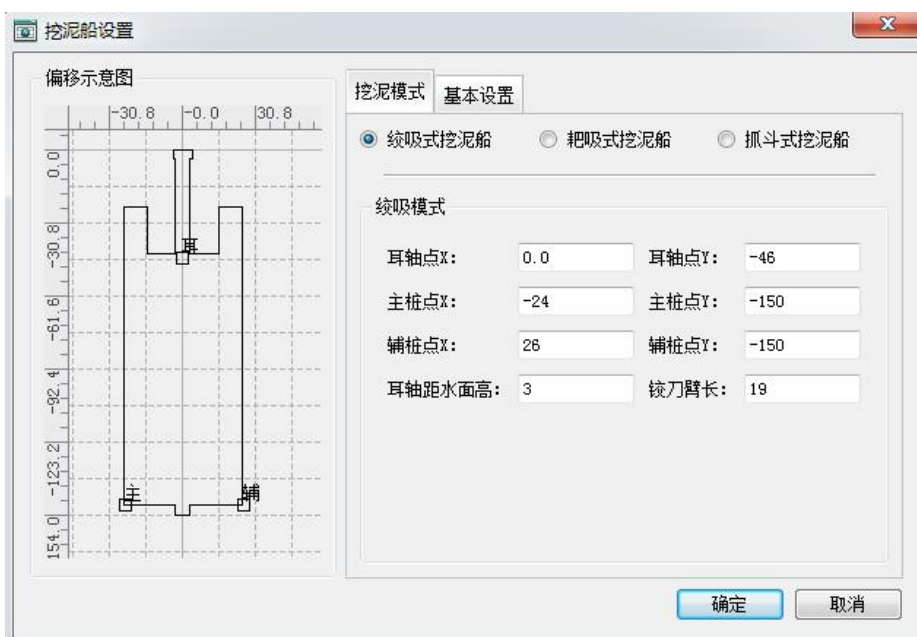 挖泥船设置
偏移示意图
-30.8 -0.0 30.8
0.0
-30.8
-61.6
-92.4
-123.2
154.0
耳
主
辅
挖泥模式 基本设置
绞吸式挖泥船 耙吸式挖泥船 抓斗式挖泥船
绞吸模式
耳轴点X: 0.0 耳轴点Y: -46
主桩点X: -24 主桩点Y: -150
辅桩点X: 26 辅桩点Y: -150
耳轴距水面高: 3 铰刀臂长: 19
确定 取消